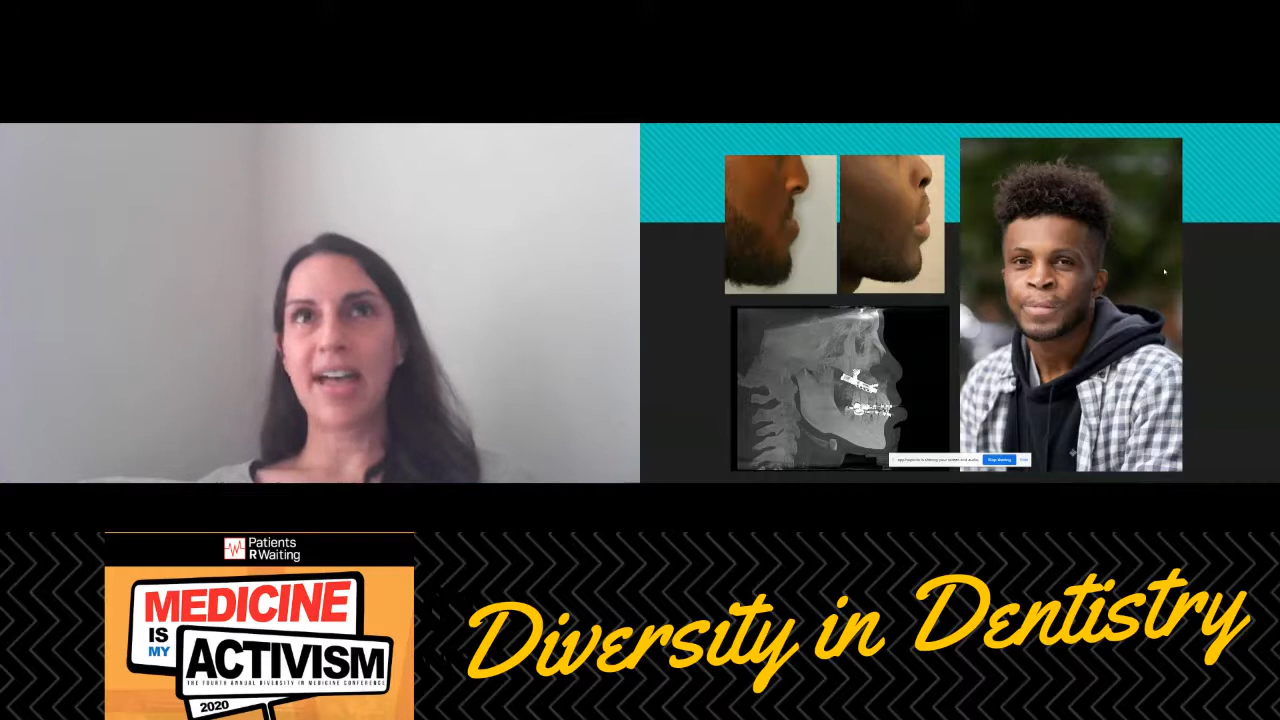 Stop sharing
Hide
Patients
R Waiting
MEDICINE
IS
MY
ACTIVISM
THE FOURTH ANNUAL DIVERSITY IN MEDICINE CONFERENCE
2020
Diversity in Dentistry